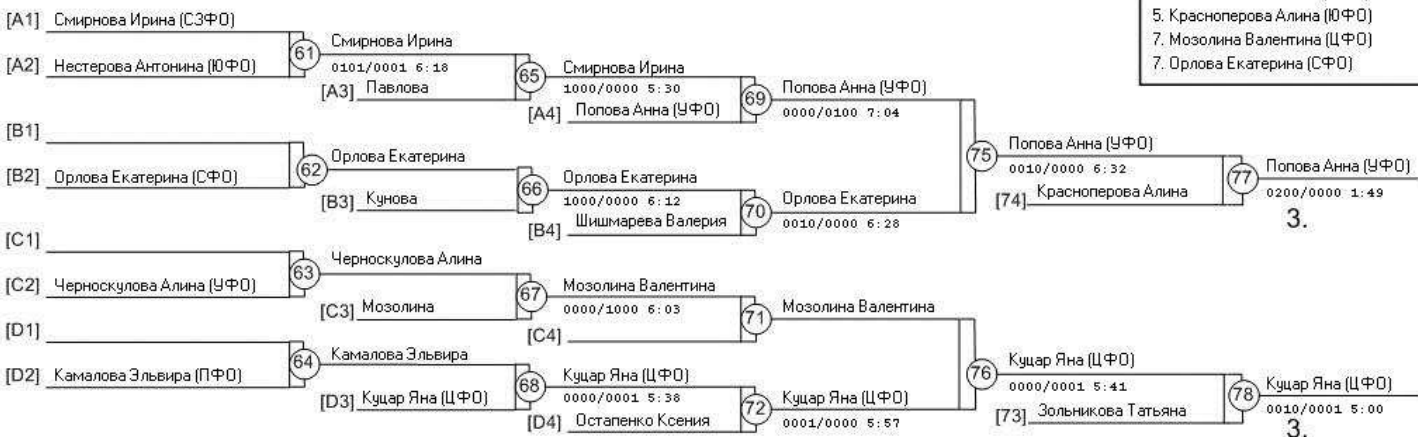 5. Красноперова Алина (ЮФО)
7. Мозолина Валентина (ЦФО)
7. Орлова Екатерина (СФО)
[A1] Смирнова Ирина (СЗФО)
61 Смирнова Ирина
[A2] Нестерова Антонина (ЮФО)
0101/0001 6:18
[A3] Павлова
65 Смирнова Ирина
1000/0000 5:30
[A4] Попова Анна (УФО)
69 Попова Анна (УФО)
0000/0100 7:04
[B1]
[B2] Орлова Екатерина (СФО)
62 Орлова Екатерина
[B3] Кунова
66 Орлова Екатерина
1000/0000 6:12
[B4] Шишмарева Валерия
70 Орлова Екатерина
0010/0000 6:28
75 Попова Анна (УФО)
0010/0000 6:32
[74] Красноперова Алина
77 Попова Анна (УФО)
0200/0000 1:49
3.
[C1]
[C2] Черноскулова Алина (УФО)
63 Черноскулова Алина
[C3] Мозолина
67 Мозолина Валентина
0000/1000 6:03
[C4]
71 Мозолина Валентина
[D1]
[D2] Камалова Эльвира (ПФО)
64 Камалова Эльвира
[D3] Куцар Яна (ЦФО)
68 Куцар Яна (ЦФО)
0000/0001 5:38
[D4] Остапенко Ксения
72 Куцар Яна (ЦФО)
0001/0000 5:57
76 Куцар Яна (ЦФО)
0000/0001 5:41
[73] Зольникова Татьяна
78 Куцар Яна (ЦФО)
0010/0001 5:00
3.